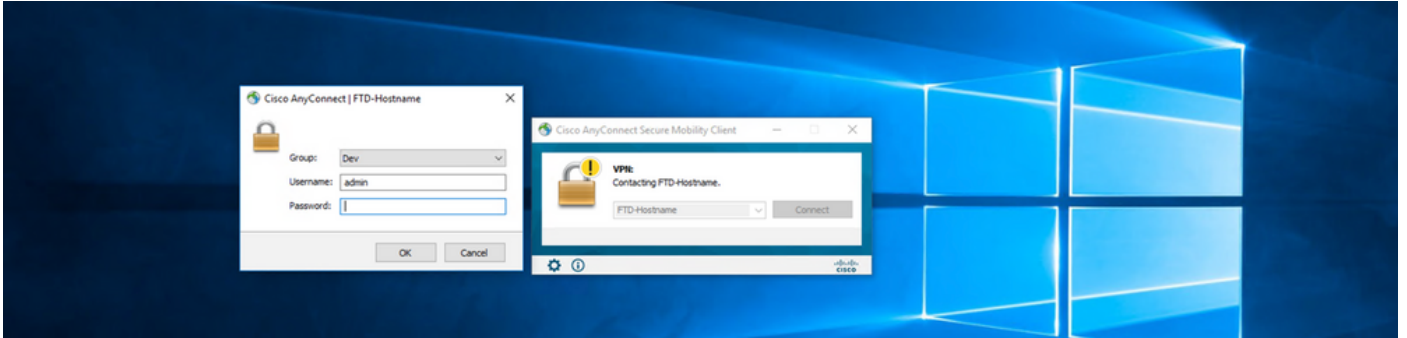 Cisco AnyConnect | FTD-Hostname
Group: Dev
Username: admin
Password:
OK Cancel
Cisco AnyConnect Secure Mobility Client
VPN:
Contacting FTD-Hostname.
FTD-Hostname Connect
cisco